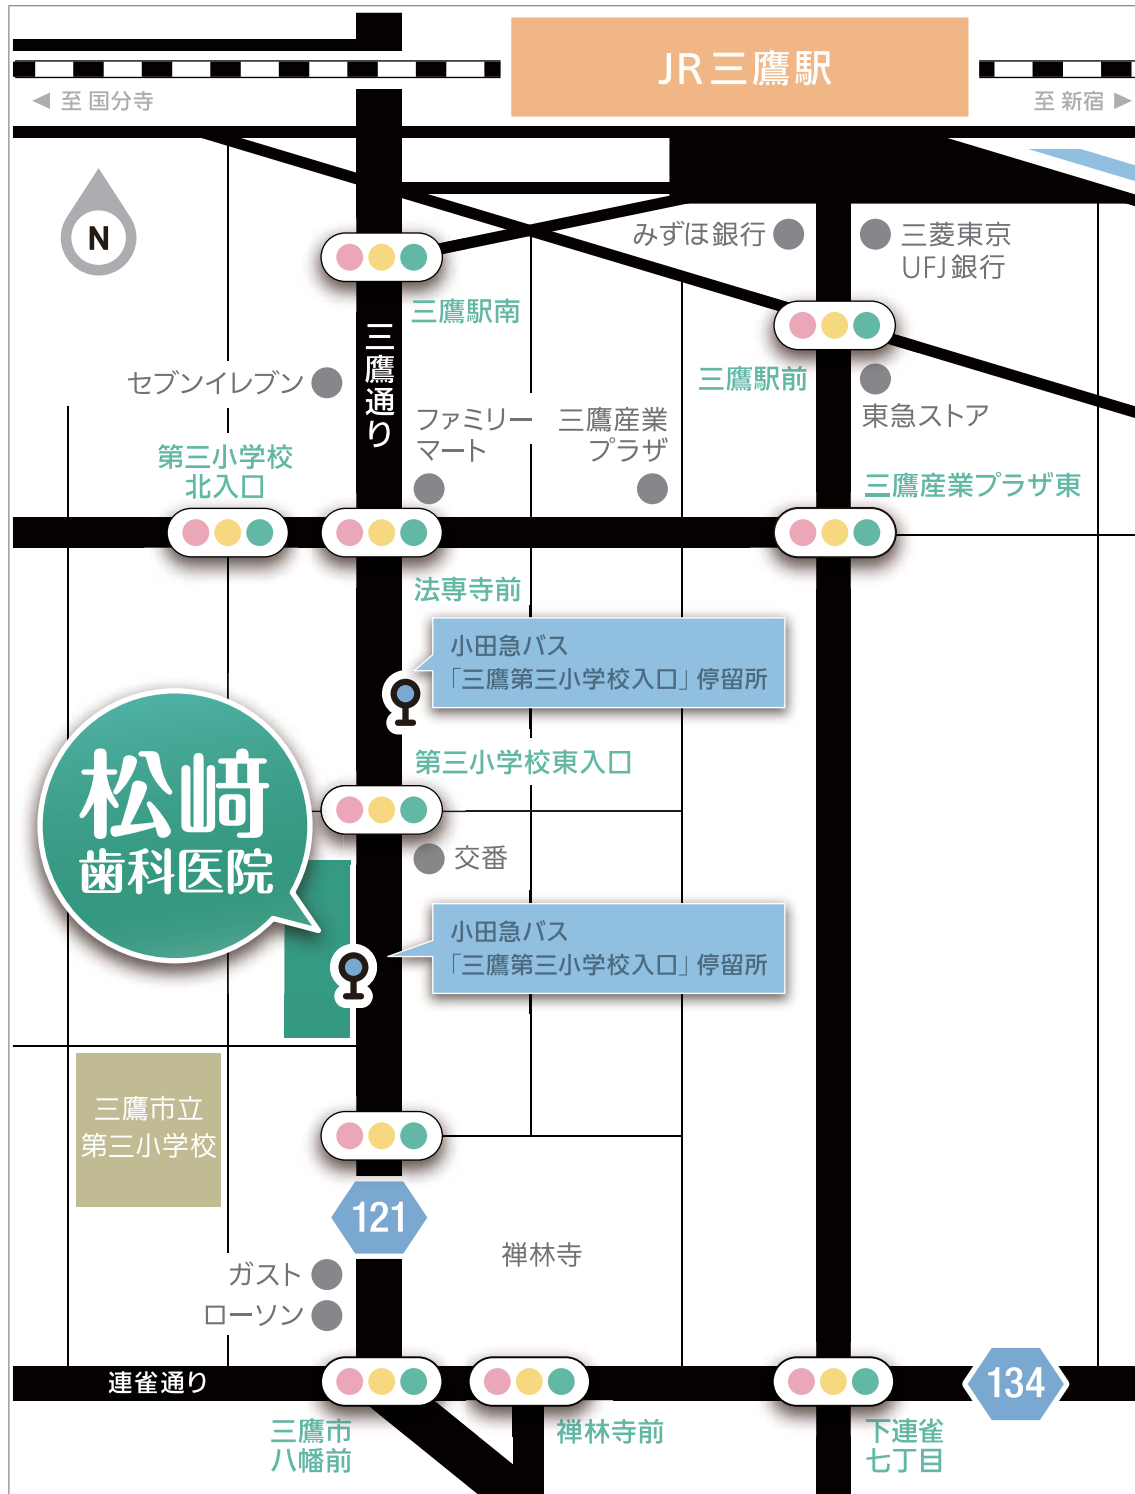 JR三鷹駅
至 国分寺
至 新宿
N
みずほ銀行
三菱東京
UFJ銀行
三鷹駅南
三鷹通り
三鷹駅前
セブンイレブン
ファミリー
マート
三鷹産業
プラザ
東急ストア
第三小学校
北入口
三鷹産業プラザ東
法専寺前
小田急バス
「三鷹第三小学校入口」停留所
第三小学校東入口
松﨑
歯科医院
交番
小田急バス
「三鷹第三小学校入口」停留所
三鷹市立
第三小学校
121
禅林寺
ガスト
ローソン
連雀通り
134
三鷹市
八幡前
禅林寺前
下連雀
七丁目